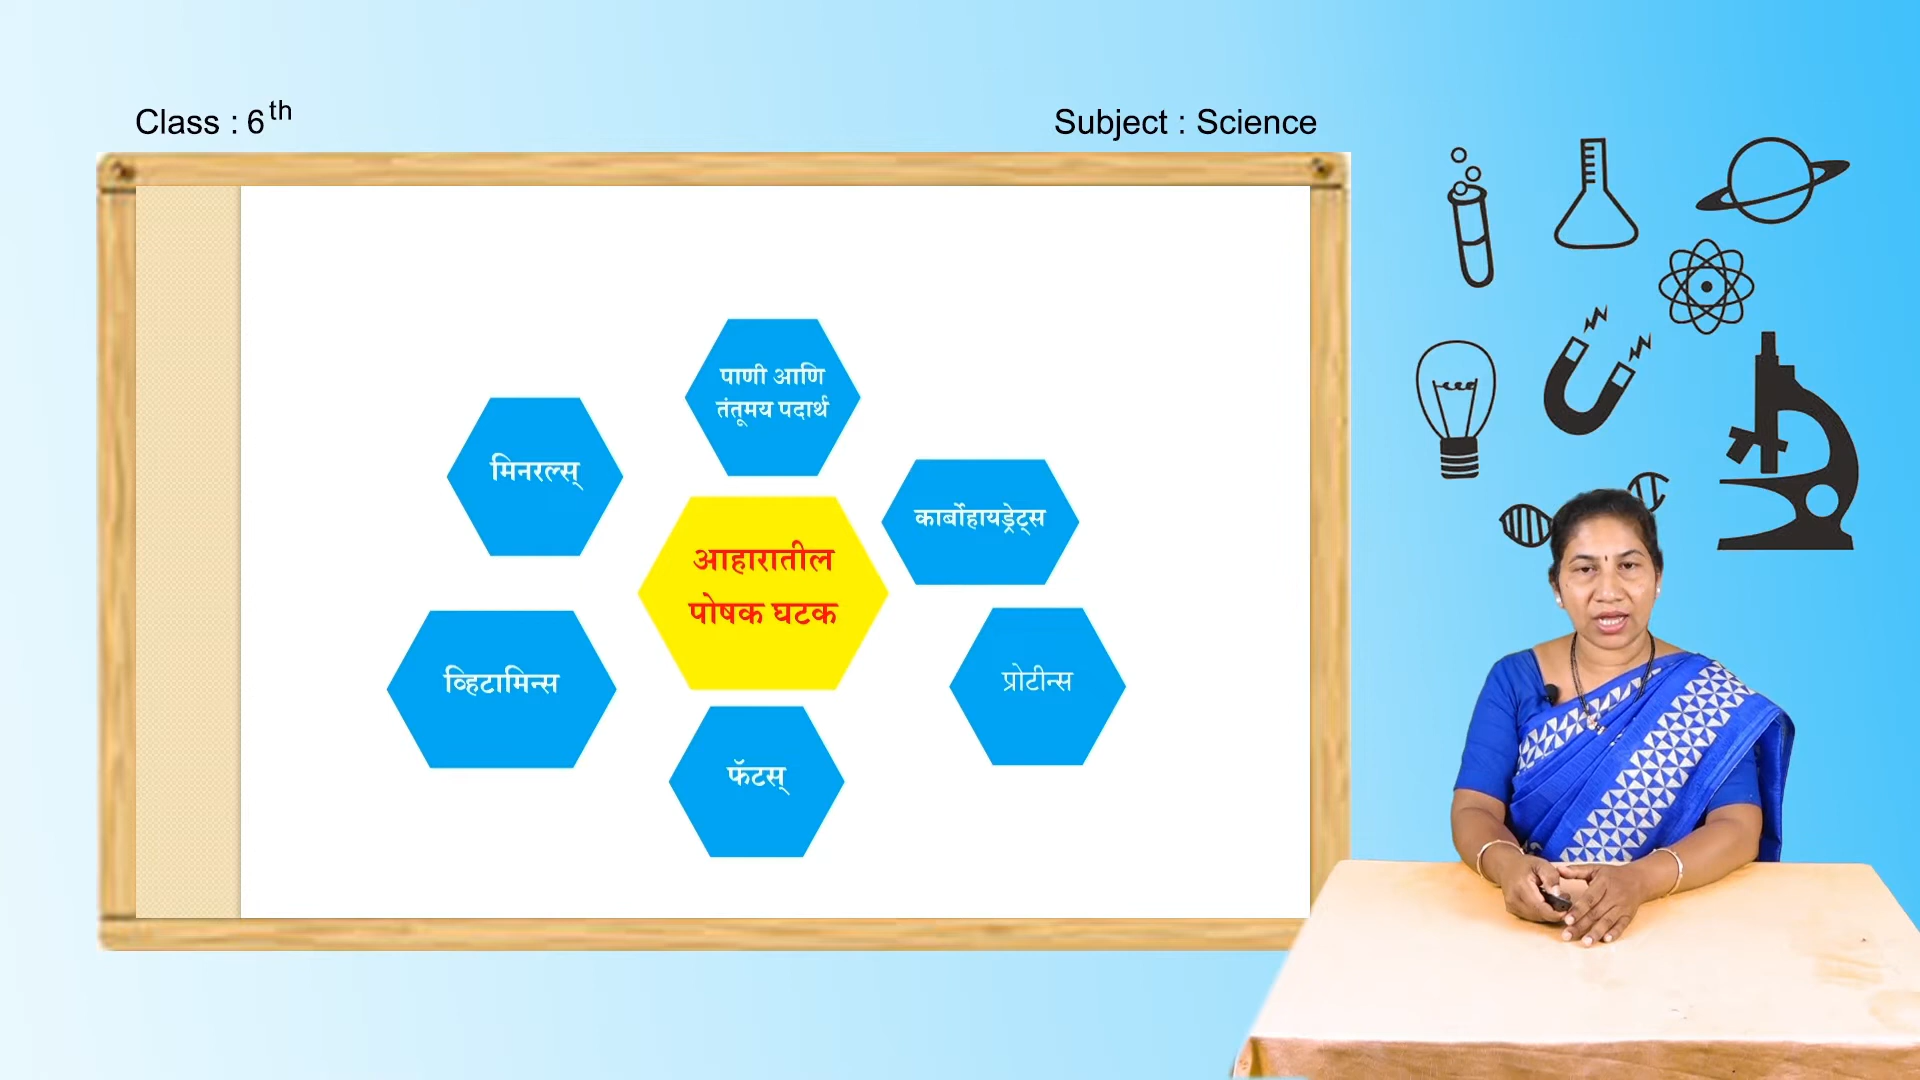 Class : 6th
Subject : Science
पाणी आणि
तंतूमय पदार्थ
मिनरल्स्
कार्बोहायड्रेट्स
आहारातील
पोषक घटक
व्हिटामिन्स
प्रोटीन्स
फॅटस्